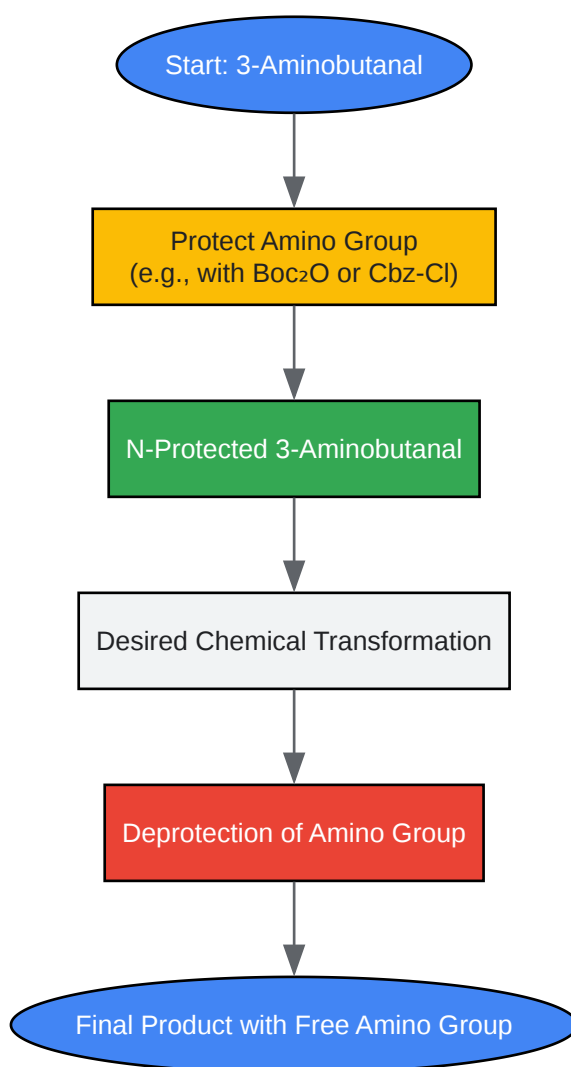 Start: 3-Aminobutanal
Protect Amino Group
(e.g., with Boc₂O or Cbz-Cl)
N-Protected 3-Aminobutanal
Desired Chemical Transformation
Deprotection of Amino Group
Final Product with Free Amino Group